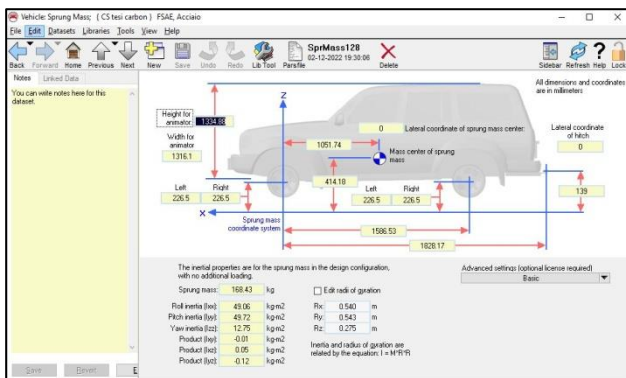 Vehicle: Sprung Mass; { CS tesi carbon } FSAE, Acciaio
File Edit Datasets Libraries Tools View Help
Back Forward Home Previous Next New Save Undo Redo Lib Tool Parsfile SprMass128 02-12-2022 19:30:06 Delete Sidebar Refresh Help Lock
Notes Linked Data
You can write notes here for this
dataset.
All dimensions and coordinates
are in millimeters
Z
Height for
animator
1334.88
Width for
animator
1316.1
0 Lateral coordinate of sprung mass center
1051.74
Mass center of sprung
mass
Lateral coordinate
of hitch
0
414.18
139
Left Right
226.5 226.5
Left Right
226.5 226.5
X
Sprung mass
coordinate system
1586.53
1828.17
The inertial properties are for the sprung mass in the design configuration,
with no additional loading.
Advanced settings (optional license required)
Basic
Sprung mass: 168.43 kg Edit radii of gyration
Roll inertia (Ixx): 49.06 kg-m2 Rx: 0.540 m
Pitch inertia (Iyy): 49.72 kg-m2 Ry: 0.543 m
Yaw inertia (Izz): 12.75 kg-m2 Rz: 0.275 m
Product (Ixy): -0.01 kg-m2
Product (Ixz): 0.05 kg-m2
Product (Iyz): -0.12 kg-m2
Inertia and radius of gyration are
related by the equation: I = M*R*R
Save Revert E